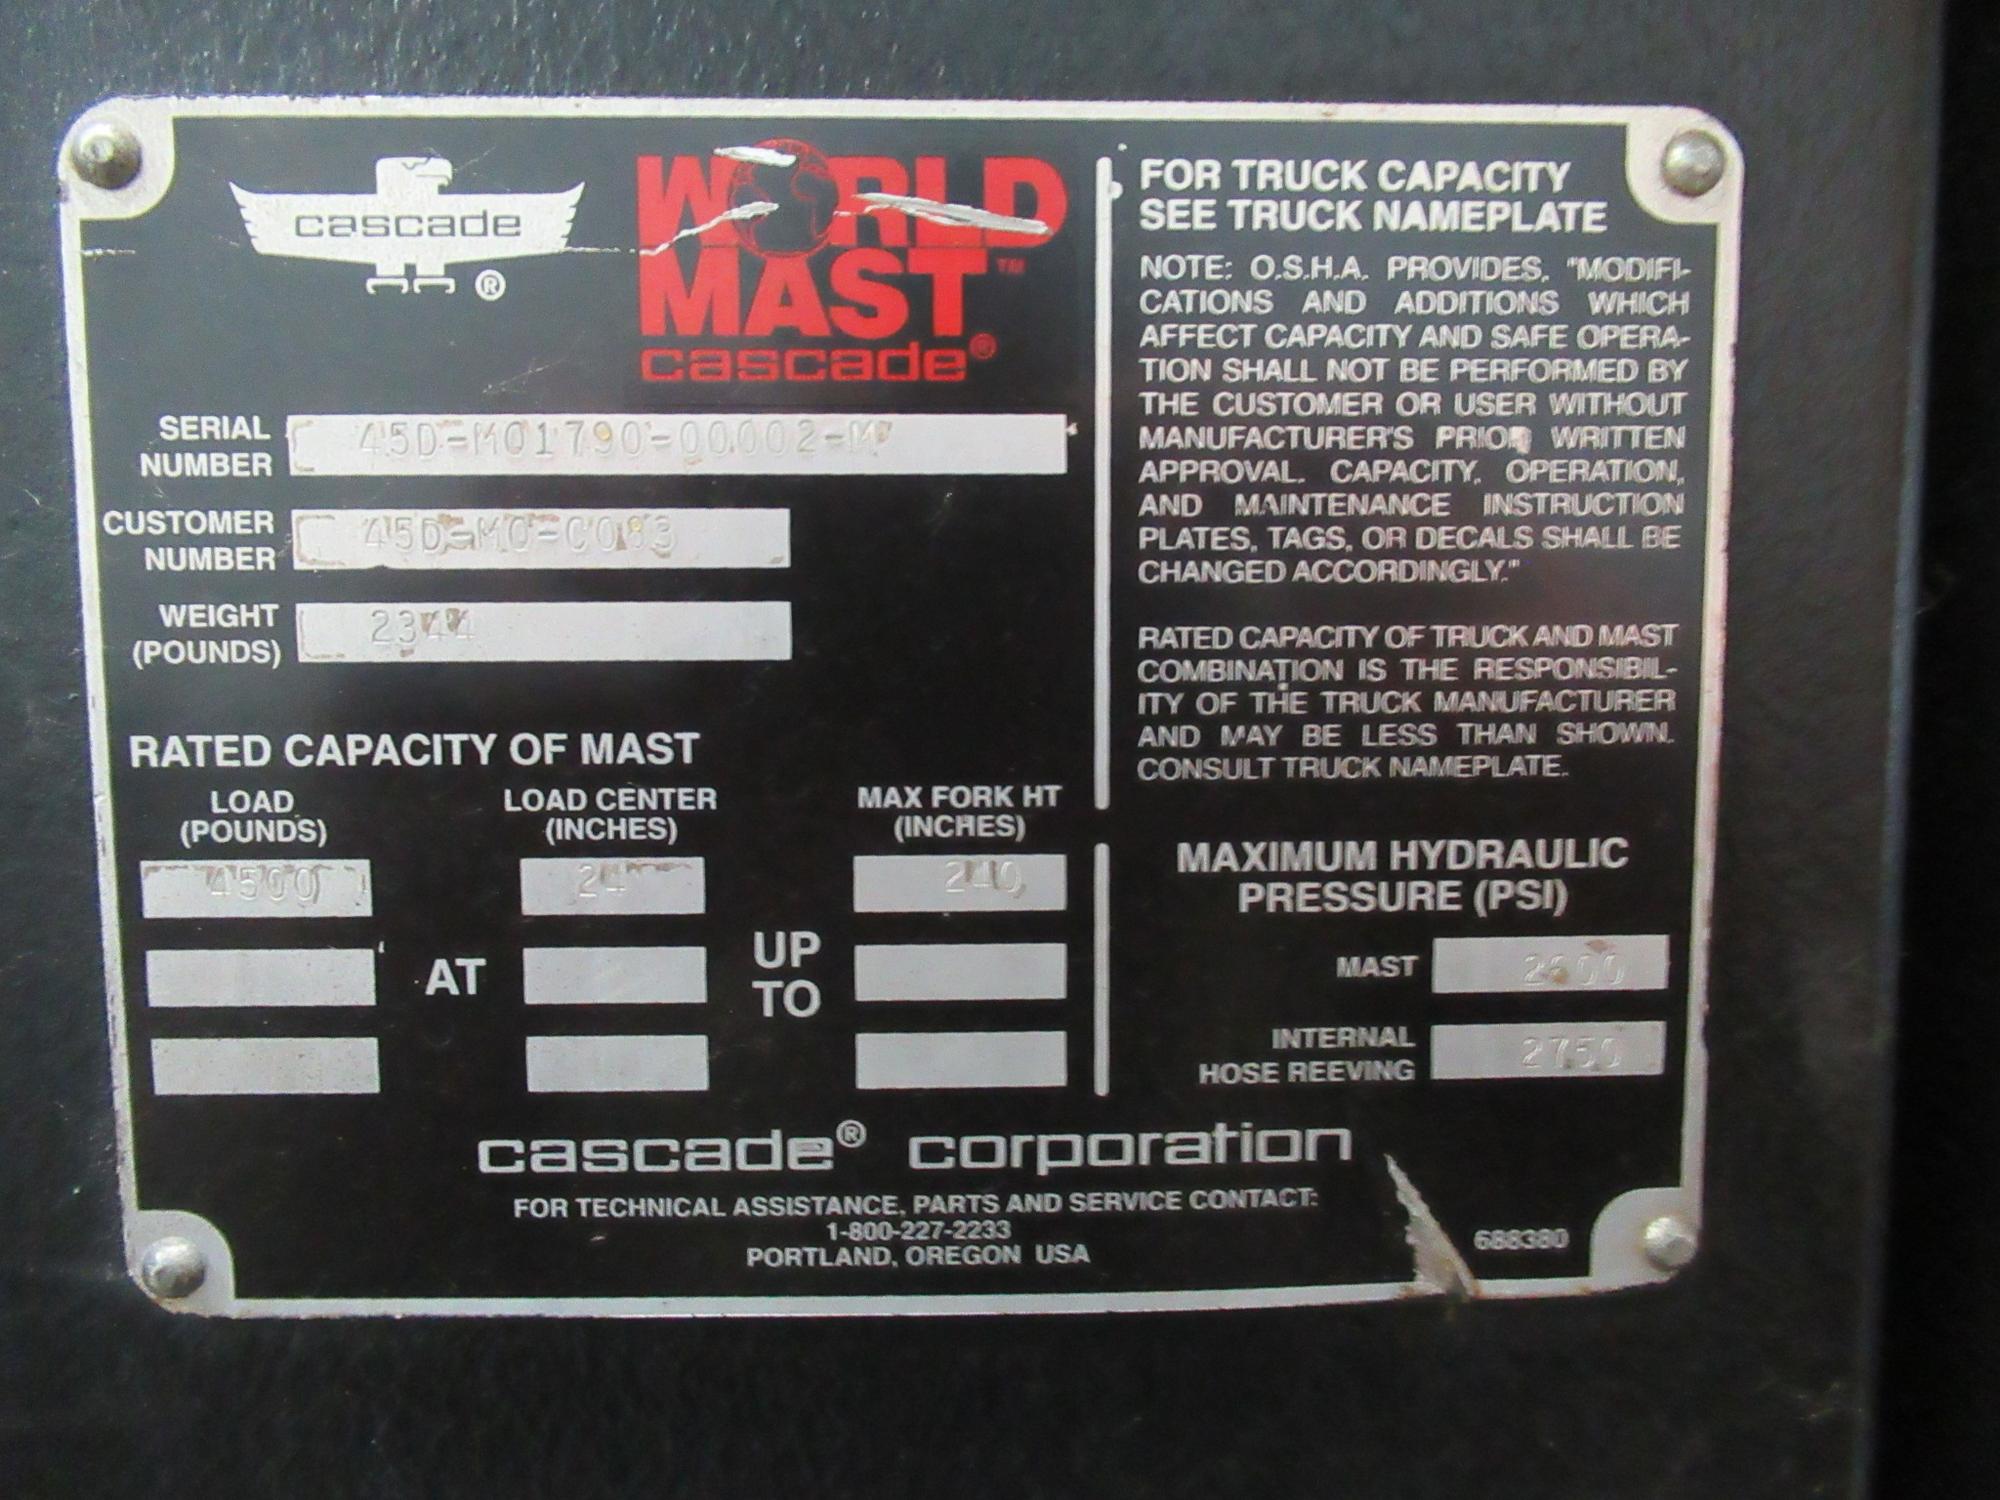 cascade ®
WORLD
MAST ™
cascade®
SERIAL
NUMBER
45D-MO1790-00002-M
CUSTOMER
NUMBER
45D-MO-C083
WEIGHT
(POUNDS)
2344
RATED CAPACITY OF MAST
LOAD
(POUNDS)
LOAD CENTER
(INCHES)
MAX FORK HT
(INCHES)
4500
24
240
AT
UP
TO
FOR TRUCK CAPACITY
SEE TRUCK NAMEPLATE
NOTE: O.S.H.A. PROVIDES, "MODIFI-
CATIONS AND ADDITIONS WHICH
AFFECT CAPACITY AND SAFE OPERA-
TION SHALL NOT BE PERFORMED BY
THE CUSTOMER OR USER WITHOUT
MANUFACTURER'S PRIOR WRITTEN
APPROVAL. CAPACITY, OPERATION,
AND MAINTENANCE INSTRUCTION
PLATES, TAGS, OR DECALS SHALL BE
CHANGED ACCORDINGLY."
RATED CAPACITY OF TRUCK AND MAST
COMBINATION IS THE RESPONSIBIL-
ITY OF THE TRUCK MANUFACTURER
AND MAY BE LESS THAN SHOWN.
CONSULT TRUCK NAMEPLATE.
MAXIMUM HYDRAULIC
PRESSURE (PSI)
MAST
INTERNAL
HOSE REEVING
2750
cascade® corporation
FOR TECHNICAL ASSISTANCE, PARTS AND SERVICE CONTACT:
1-800-227-2233
PORTLAND, OREGON USA
688380